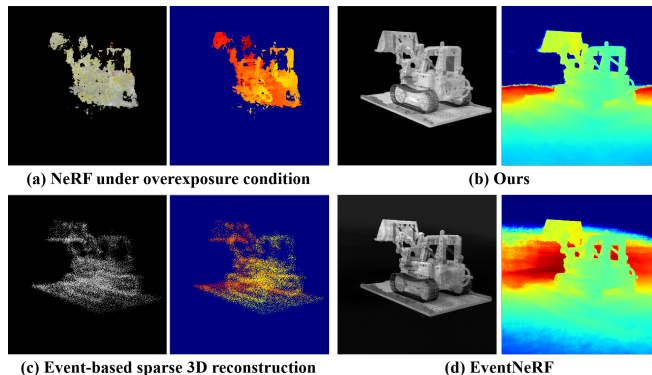 (a) NeRF under overexposure condition
(b) Ours
(c) Event-based sparse 3D reconstruction
(d) EventNeRF